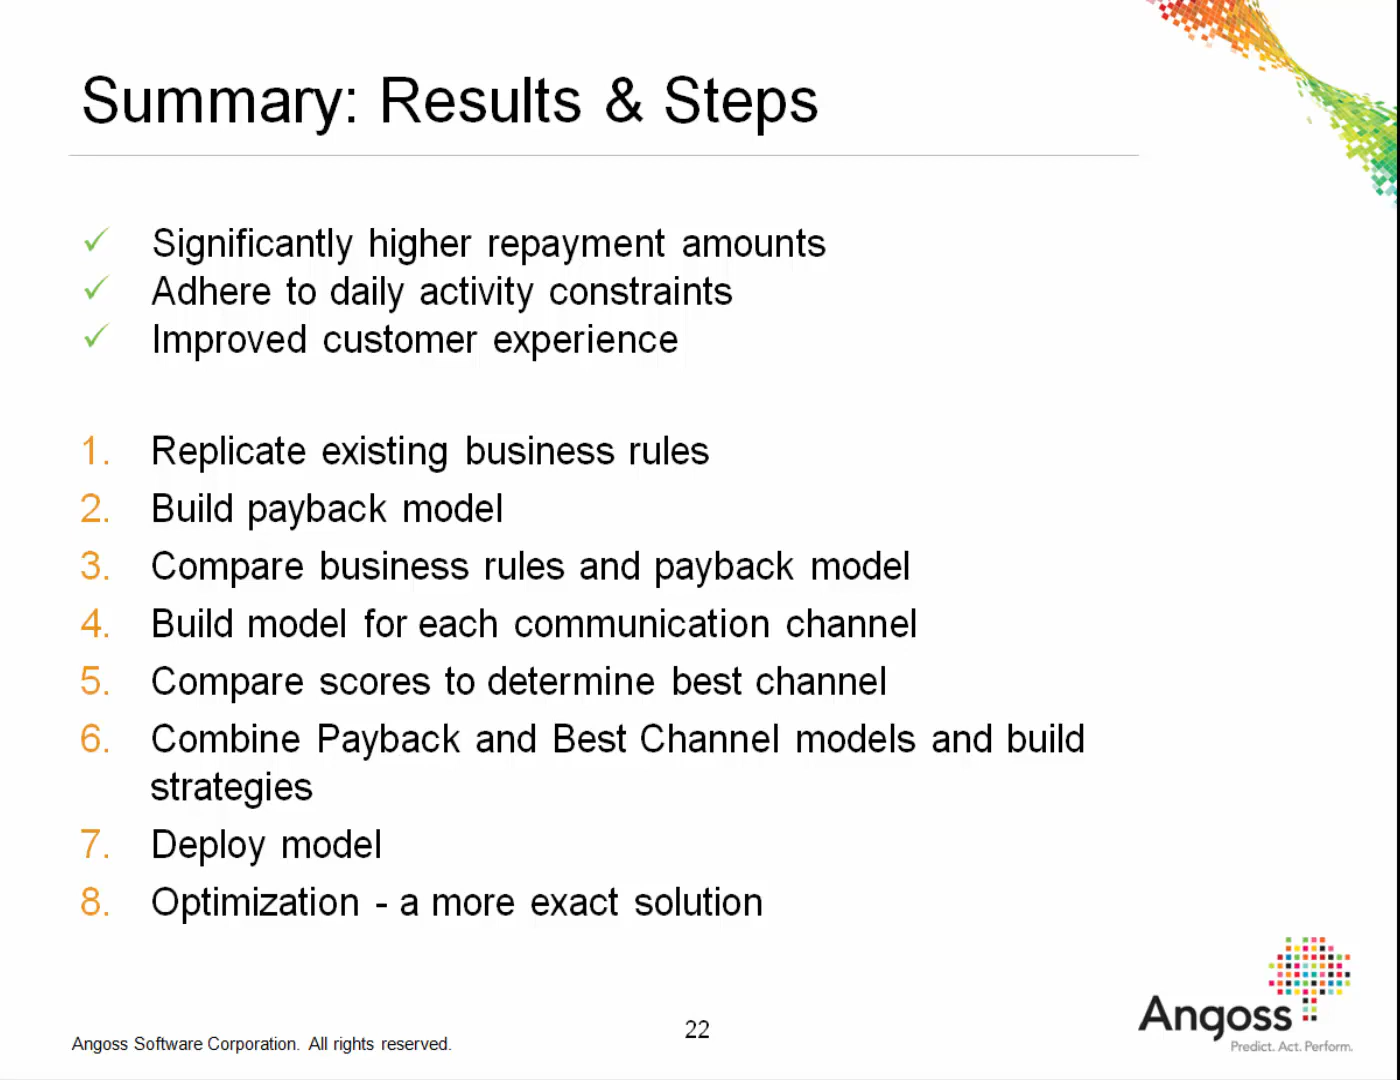 Summary: Results & Steps
✓ Significantly higher repayment amounts
✓ Adhere to daily activity constraints
✓ Improved customer experience
1. Replicate existing business rules
2. Build payback model
3. Compare business rules and payback model
4. Build model for each communication channel
5. Compare scores to determine best channel
6. Combine Payback and Best Channel models and build
strategies
7. Deploy model
8. Optimization - a more exact solution
Angoss Software Corporation. All rights reserved.
22
Angoss
Predict. Act. Perform.